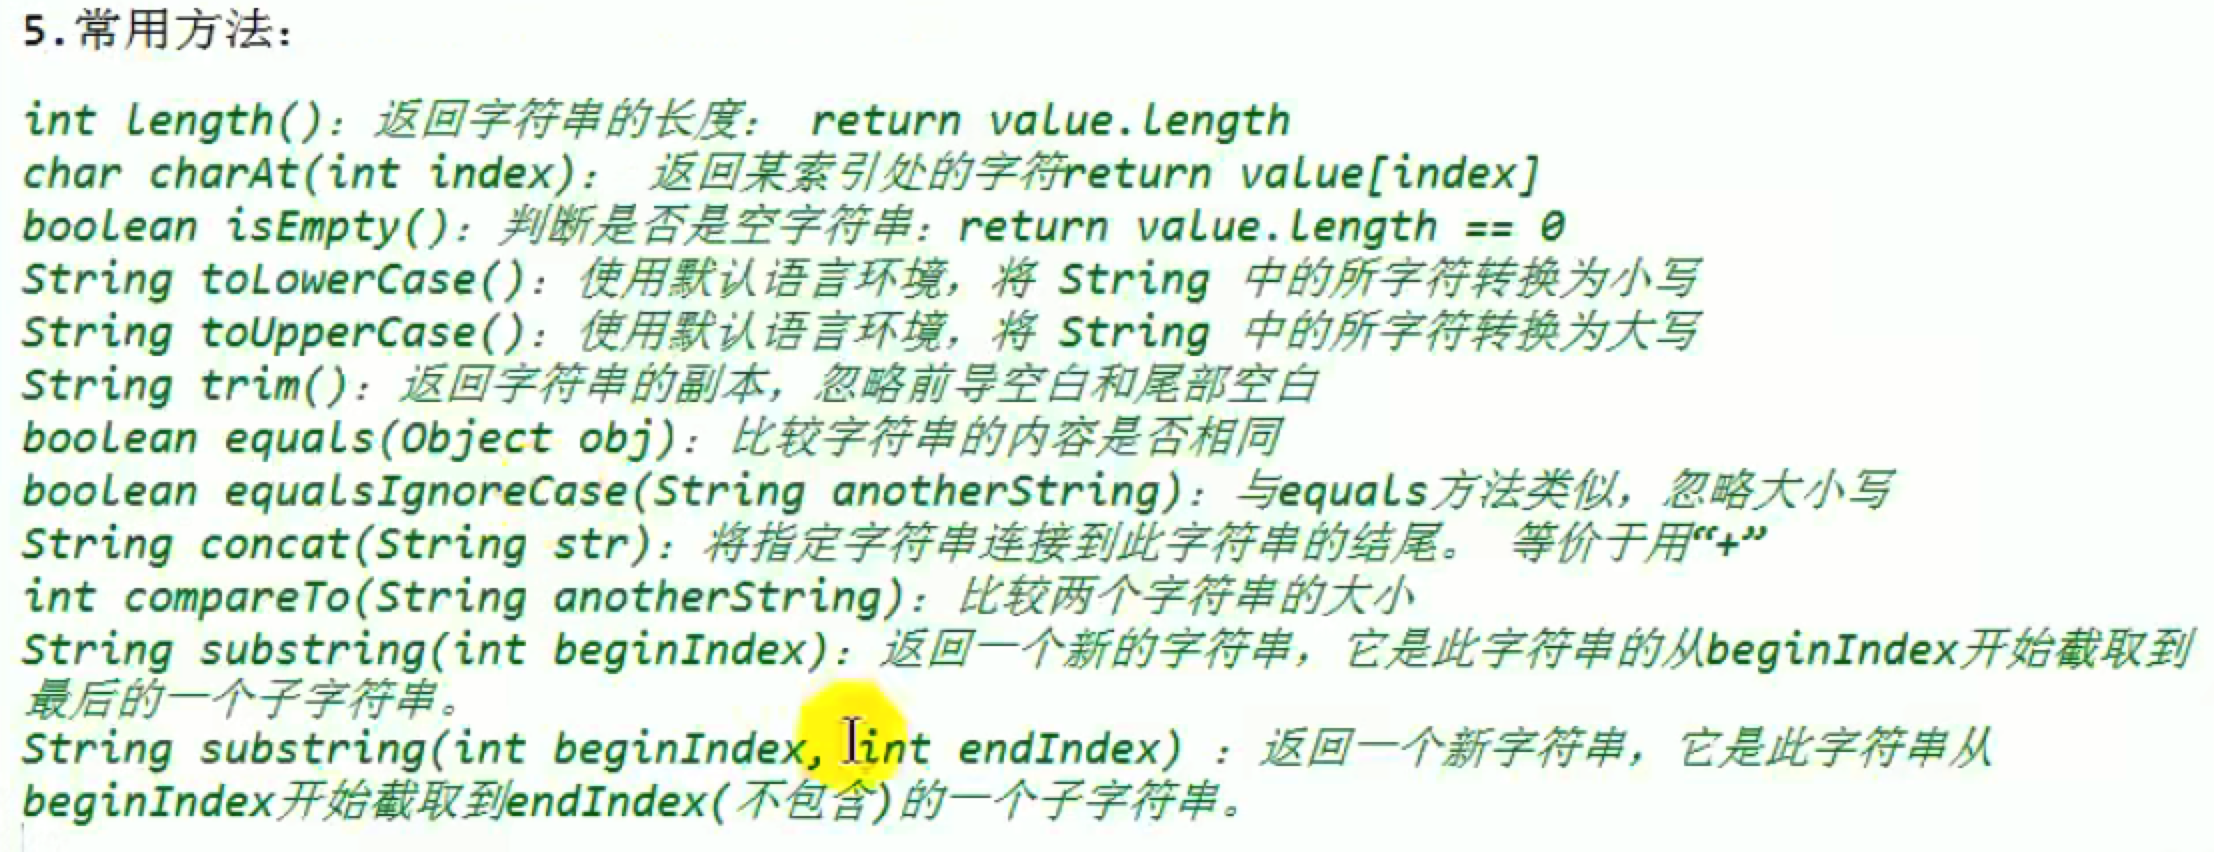 5.常用方法：
int length()：返回字符串的长度： return value.length
char charAt(int index)： 返回某索引处的字符return value[index]
boolean isEmpty()：判断是否是空字符串：return value.length == 0
String toLowerCase()：使用默认语言环境，将 String 中的所字符转换为小写
String toUpperCase()：使用默认语言环境，将 String 中的所字符转换为大写
String trim()：返回字符串的副本，忽略前导空白和尾部空白
boolean equals(Object obj)：比较字符串的内容是否相同
boolean equalsIgnoreCase(String anotherString)：与equals方法类似，忽略大小写
String concat(String str)：将指定字符串连接到此字符串的结尾。 等价于用“+”
int compareTo(String anotherString)：比较两个字符串的大小
String substring(int beginIndex)：返回一个新的字符串，它是此字符串的从beginIndex开始截取到
最后的一个子字符串。
String substring(int beginIndex, int endIndex) ：返回一个新字符串，它是此字符串从
beginIndex开始截取到endIndex(不包含)的一个子字符串。